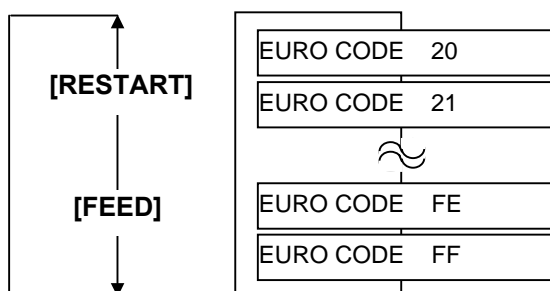 EURO CODE 20
[RESTART]
EURO CODE 21
[FEED]
EURO CODE FE
EURO CODE FF